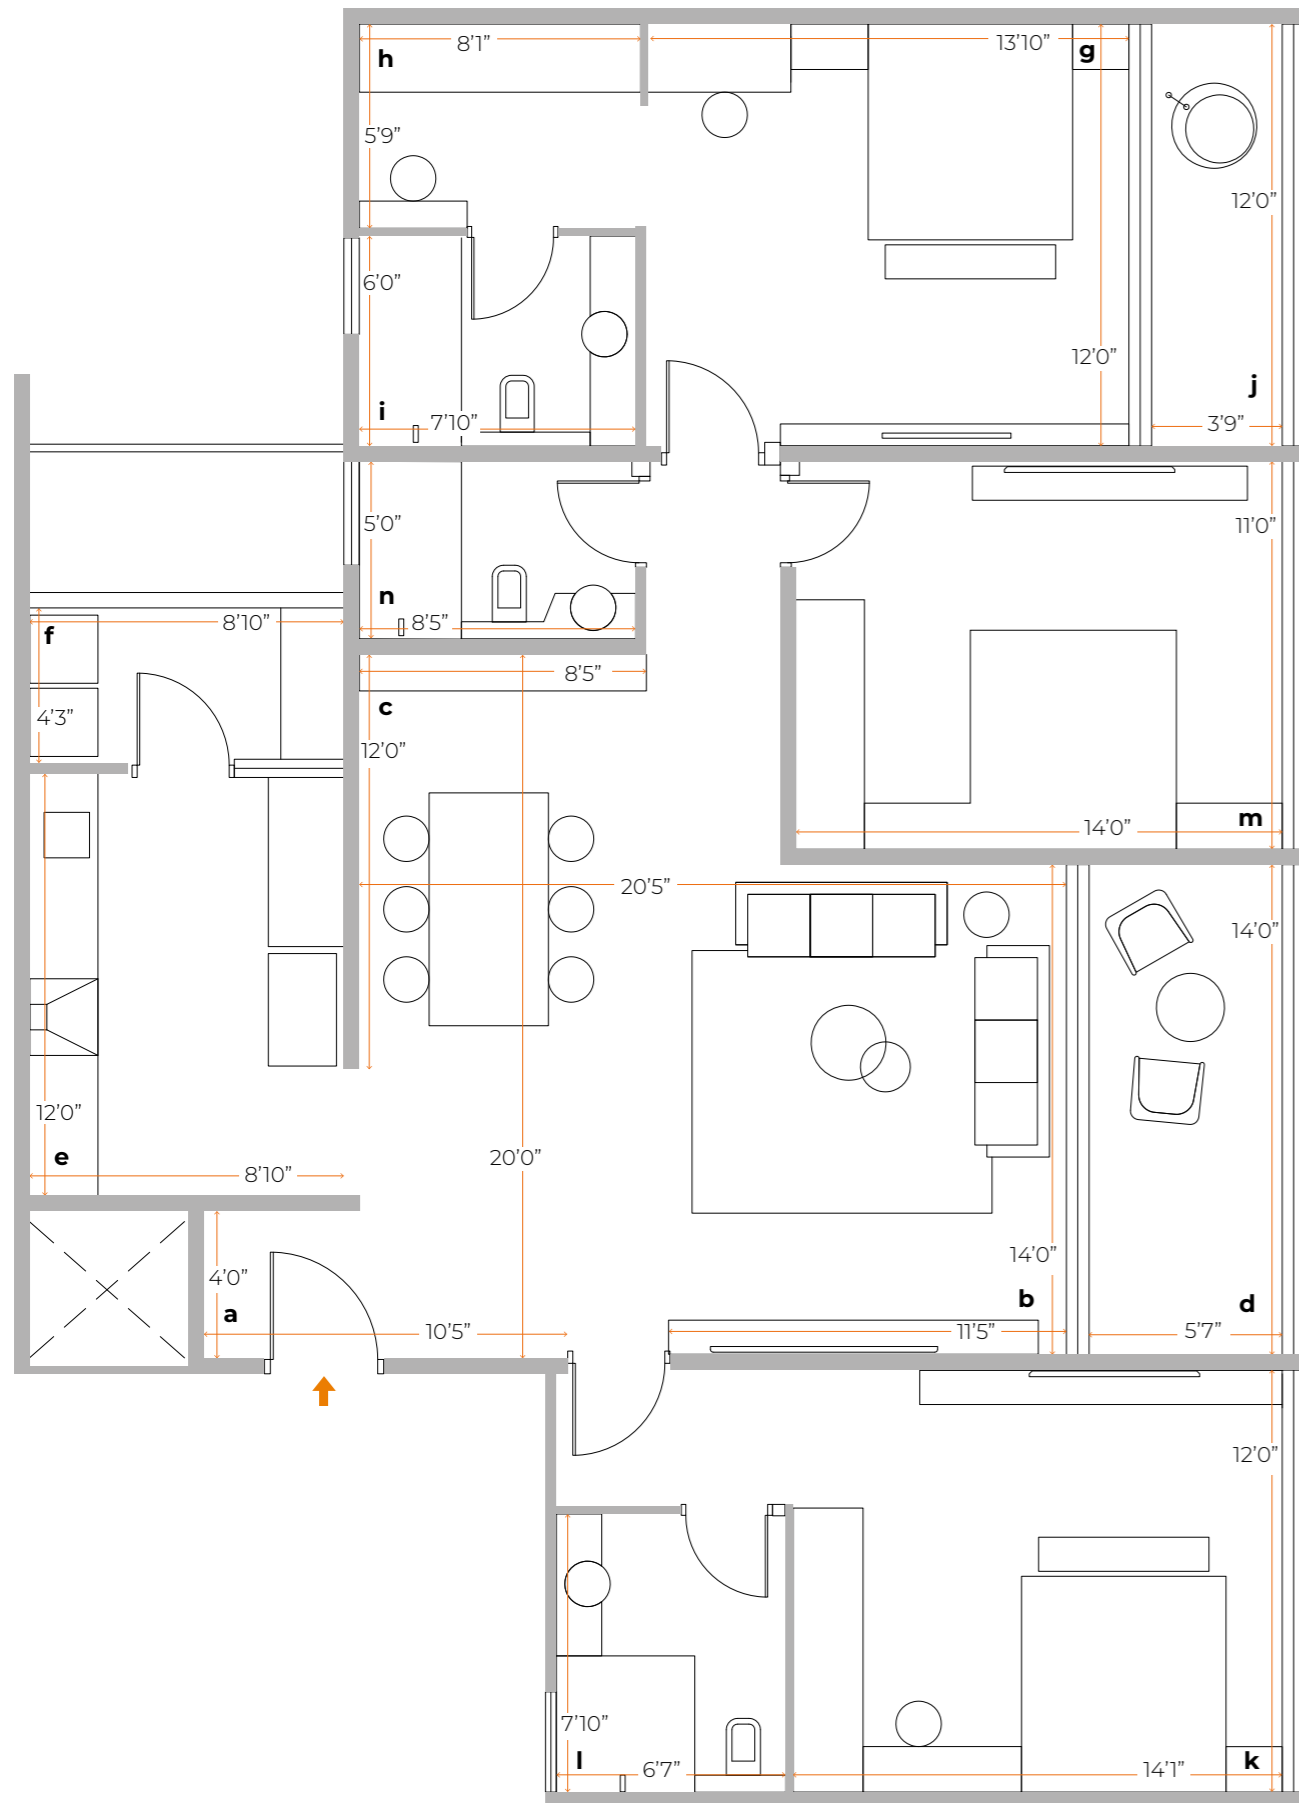 8'1”
13'10”
h
g
5'9”
12'0”
6'0”
12'0”
i
j
7'10”
3'9”
5'0”
11'0”
n
8'5”
8'10”
f
8'5”
4'3”
c
12'0”
14'0”
m
20'5”
14'0”
12'0”
e
20'0”
8'10”
14'0”
4'0”
a
b
d
10'5”
11'5”
5'7”
12'0”
7'10”
l
6'7”
14'1”
k